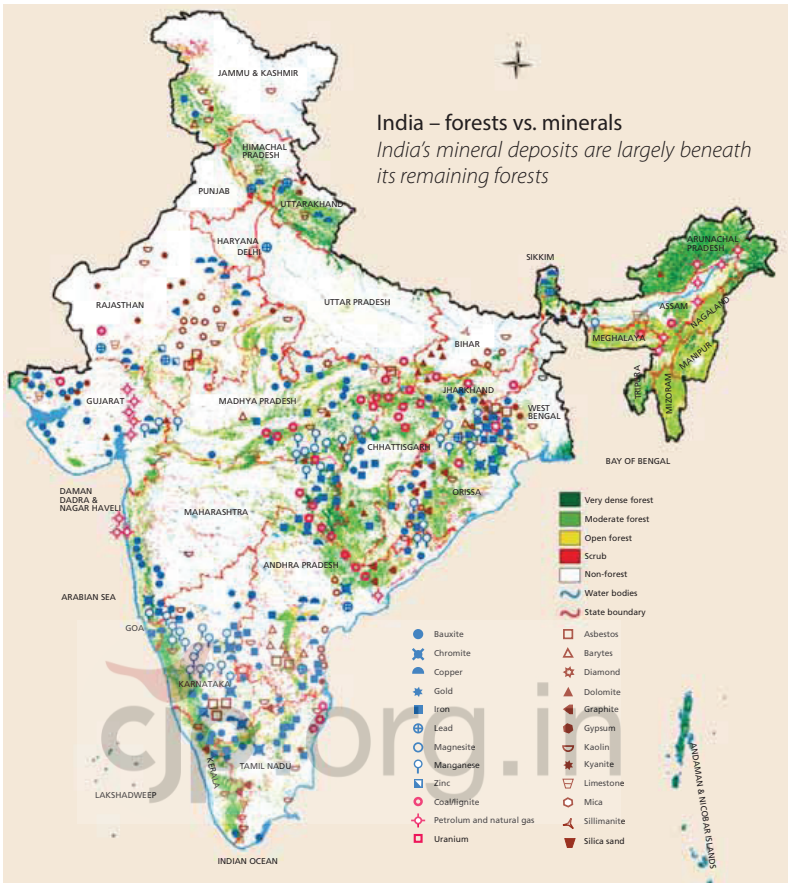 N
India – forests vs. minerals
India's mineral deposits are largely beneath
its remaining forests
JAMMU & KASHMIR
HIMACHAL
PRADESH
PUNJAB
UTTARAKHAND
HARYANA
DELHI
SIKKIM
ARUNACHAL
PRADESH
RAJASTHAN
UTTAR PRADESH
ASSAM
NAGALAND
BIHAR
MEGHALAYA
MANIPUR
TRIPURA
MIZORAM
GUJARAT
MADHYA PRADESH
JHARKHAND
WEST
BENGAL
CHHATTISGARH
BAY OF BENGAL
ORISSA
DAMAN
DADRA &
NAGAR HAVELI
MAHARASHTRA
ANDHRA PRADESH
ARABIAN SEA
GOA
KARNATAKA
KERALA
TAMIL NADU
LAKSHADWEEP
INDIAN OCEAN
ANDAMAN & NICOBAR ISLANDS
Very dense forest
Moderate forest
Open forest
Scrub
Non-forest
Water bodies
State boundary
Bauxite
Chromite
Copper
Gold
Iron
Lead
Magnesite
Manganese
Zinc
Coal/lignite
Petrolum and natural gas
Uranium
Asbestos
Barytes
Diamond
Dolomite
Graphite
Gypsum
Kaolin
Kyanite
Limestone
Mica
Sillimanite
Silica sand
cjp.org.in